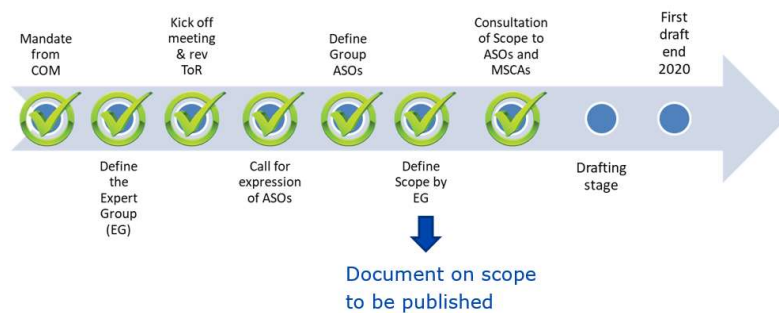 Mandate
from
COM
Define
the
Expert
Group
(EG)
Kick off
meeting
& rev
ToR
Call for
expression
of ASOs
Define
Group
ASOs
Define
Scope by
EG
Consultation
of Scope to
ASOs and
MSCAs
Drafting
stage
First
draft
end
2020
Document on scope
to be published